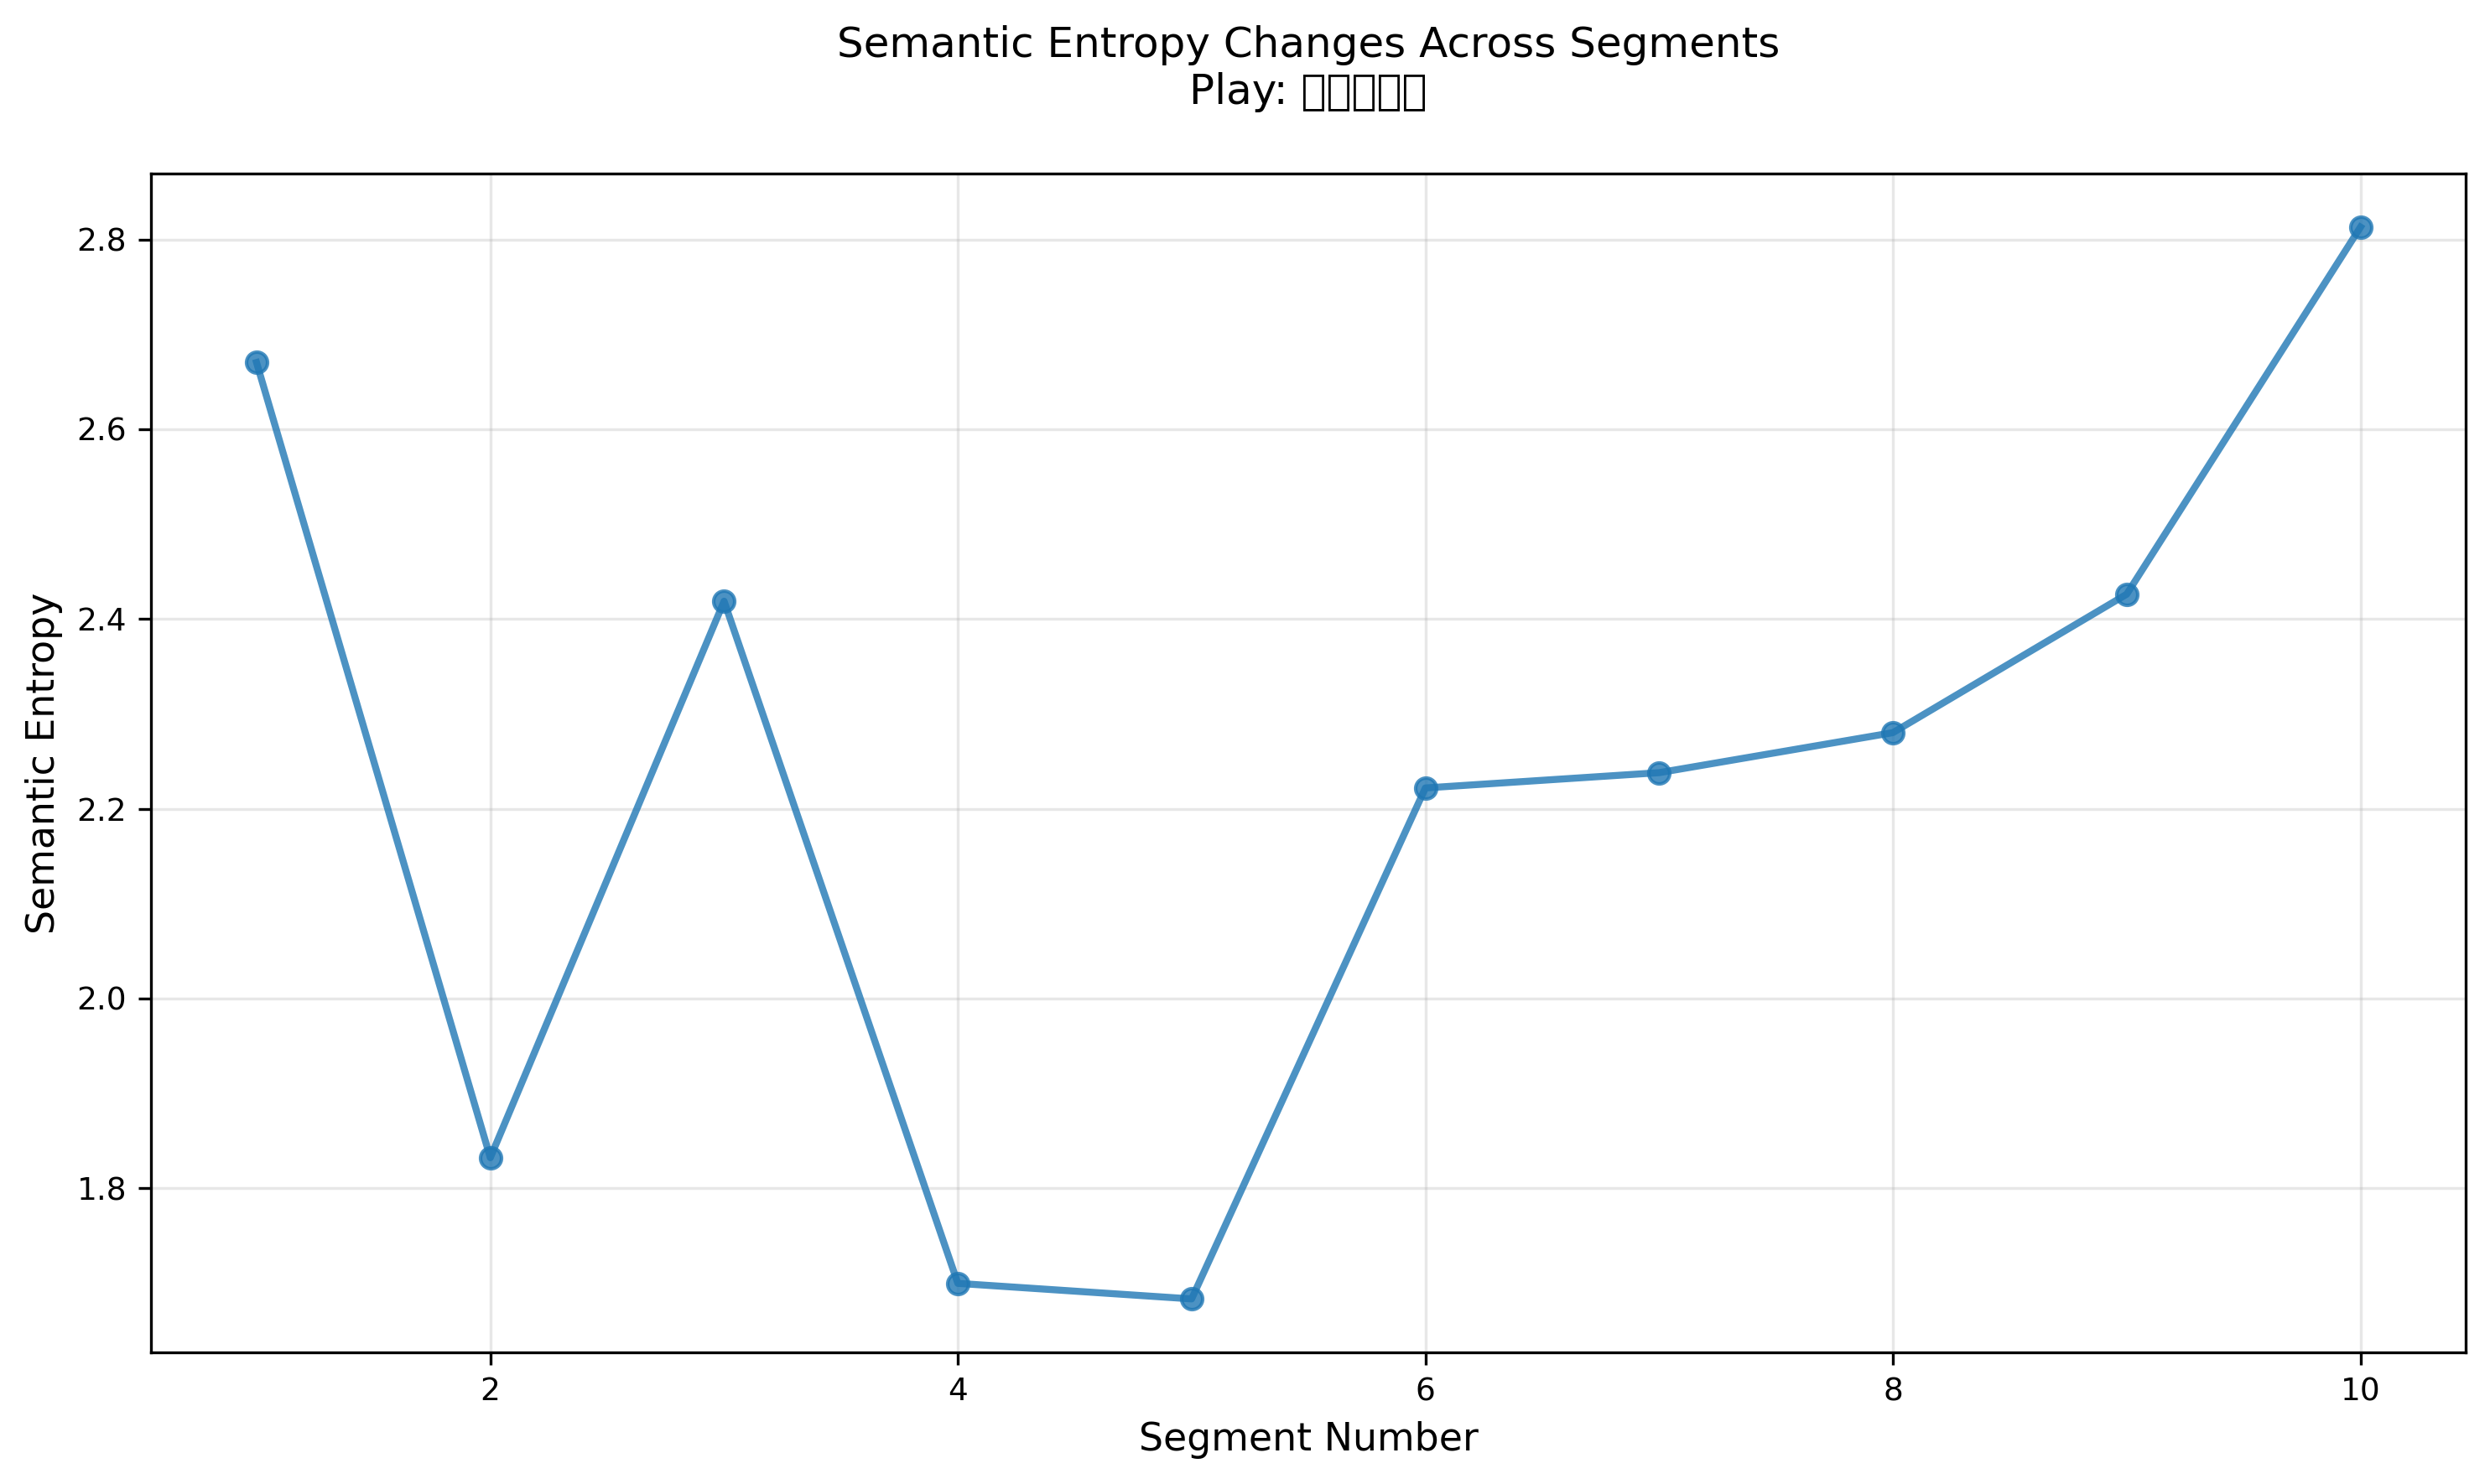 Semantic Entropy Changes Across Segments
Play: 
2.8
2.6
2.4
2.2
2.0
1.8
Semantic Entropy
2
4
6
8
10
Segment Number